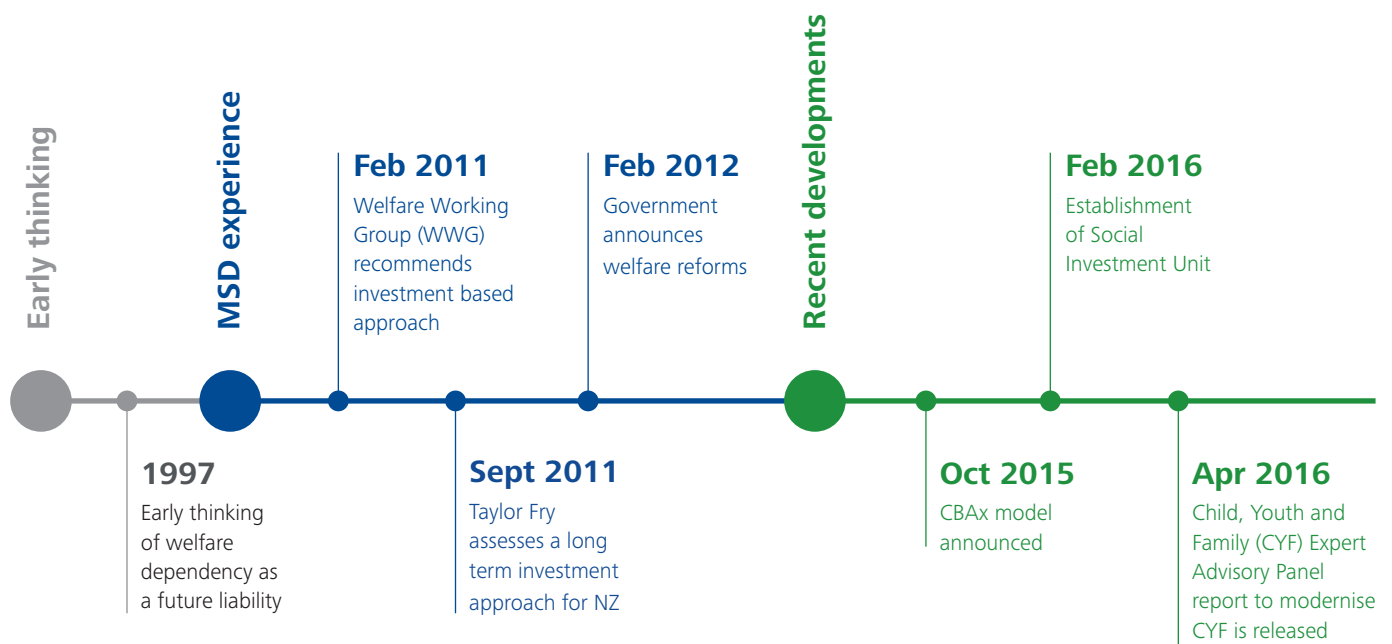 Early thinking
1997
Early thinking
of welfare
dependency as
a future liability
MSD experience
Feb 2011
Welfare Working
Group (WWG)
recommends
investment based
approach
Sept 2011
Taylor Fry
assesses a long
term investment
approach for NZ
Feb 2012
Government
announces
welfare reforms
Recent developments
Oct 2015
CBAx model
announced
Feb 2016
Establishment
of Social
Investment Unit
Apr 2016
Child, Youth and
Family (CYF) Expert
Advisory Panel
report to modernise
CYF is released